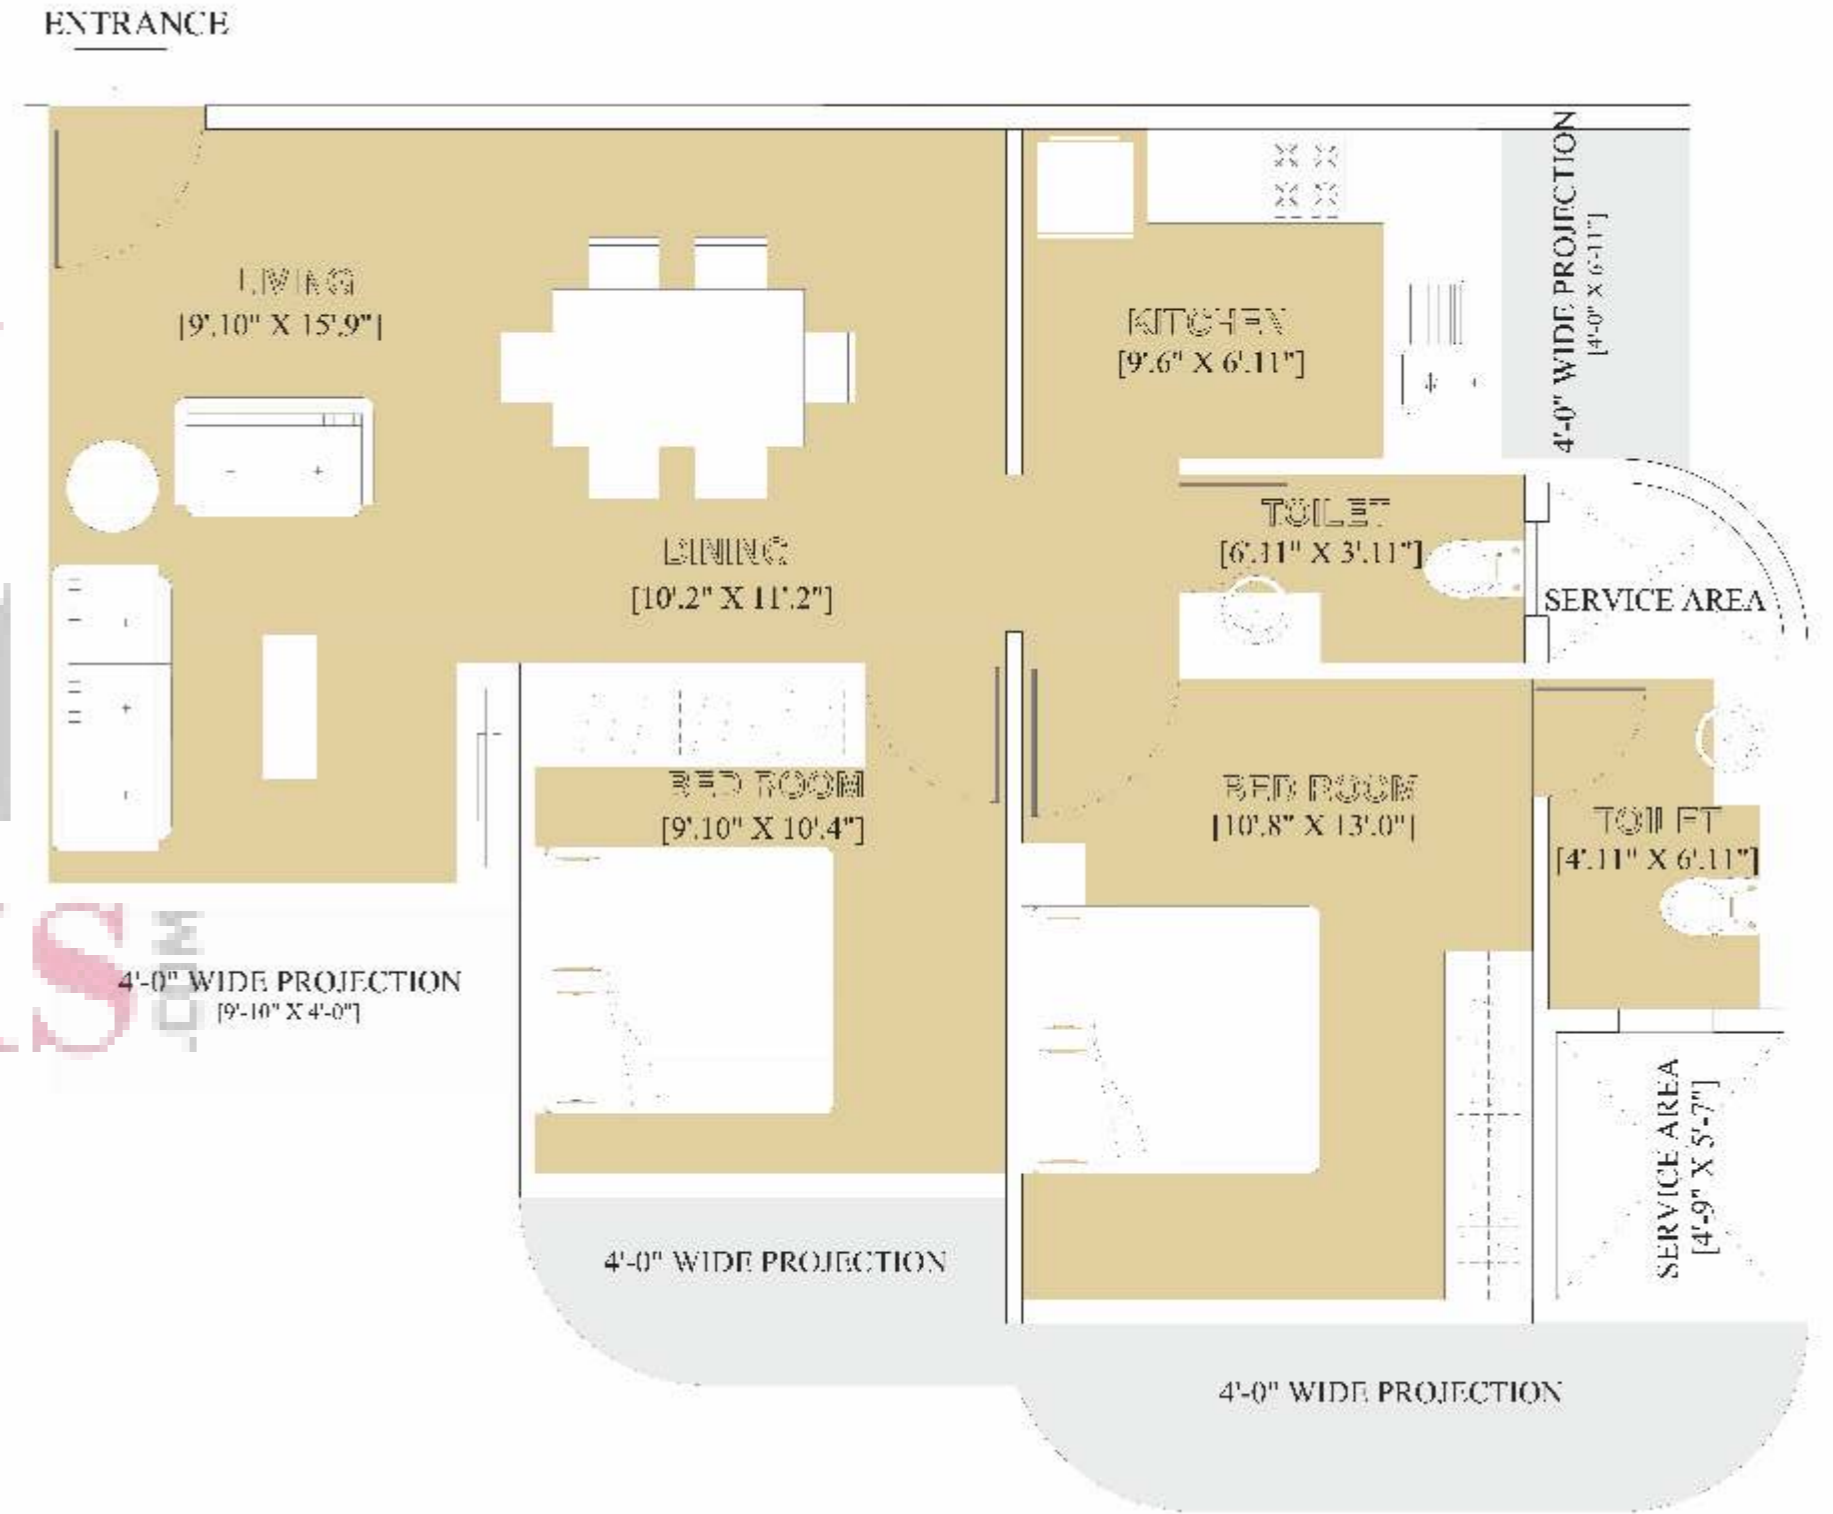 ENTRANCE
LIVING
[9'.10" X 15'.9"]
DINING
[10'.2" X 11'.2"]
KITCHEN
[9'.6" X 6'.11"]
4'-0" WIDE PROJECTION
[4'-0" X 6'-11"]
TOILET
[6'.11" X 3'.11"]
SERVICE AREA
BED ROOM
[9'.10" X 10'.4"]
BED ROOM
[10'.8" X 13'.0"]
TOILET
[4'.11" X 6'.11"]
4'-0" WIDE PROJECTION
[9'-10" X 4'-0"]
SERVICE AREA
[4'-9" X 5'-7"]
4'-0" WIDE PROJECTION
4'-0" WIDE PROJECTION
.COM